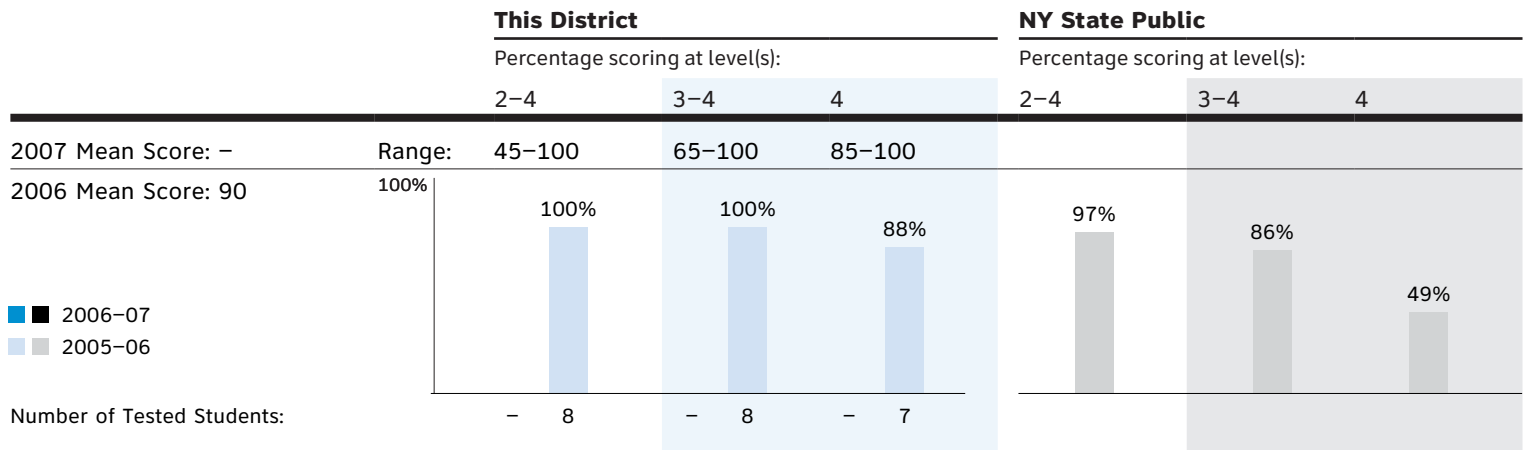 This District NY State Public
Percentage scoring at level(s): Percentage scoring at level(s):
2–4 3–4 4 2–4 3–4 4
2007 Mean Score: – Range: 45–100 65–100 85–100
2006 Mean Score: 90 100%
100% 100% 88% 97% 86% 49%
2006–07
2005–06
Number of Tested Students: – 8 – 8 – 7